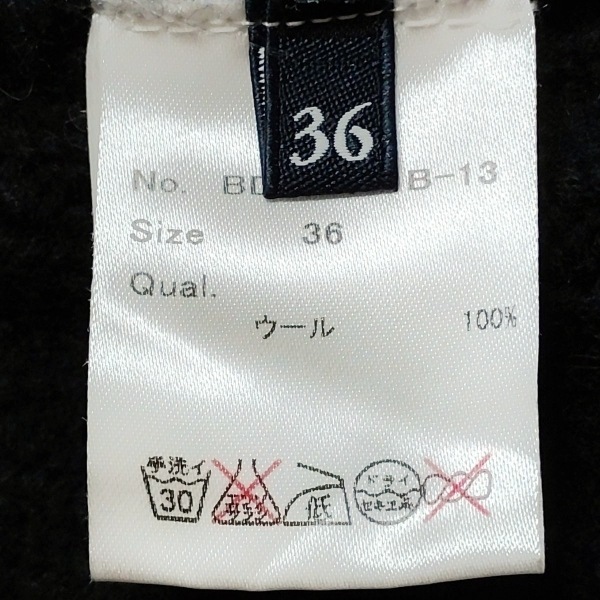 36
No. BD B-13
Size 36
Qual.
ウール 100%
手洗イ
30
低
ドライ
セキユ系